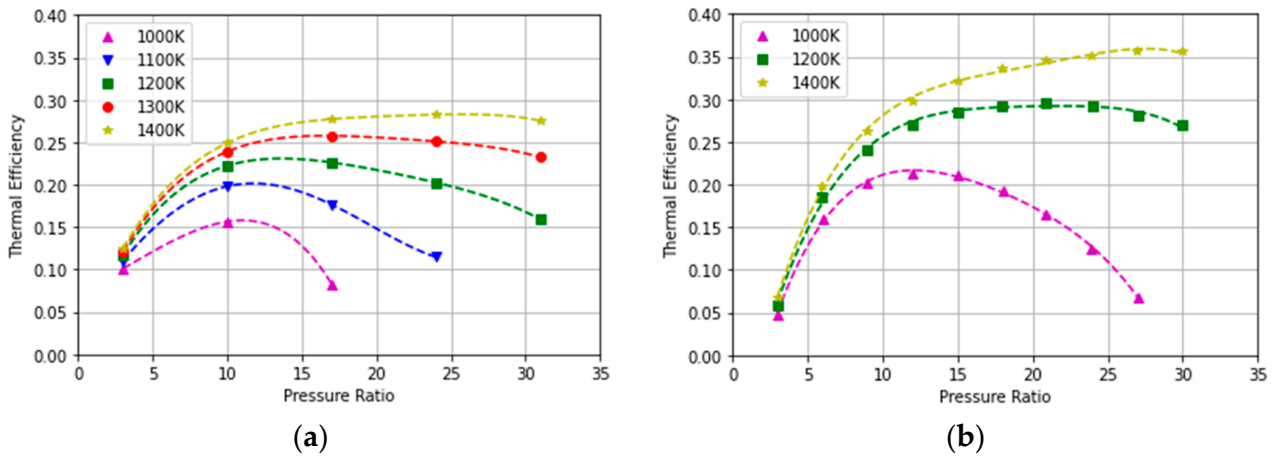 0.40
0.35
0.30
0.25
0.20
0.15
0.10
0.05
0.00
Thermal Efficiency
1000K
1100K
1200K
1300K
1400K
0 5 10 15 20 25 30 35
Pressure Ratio
(a)
0.40
0.35
0.30
0.25
0.20
0.15
0.10
0.05
0.00
Thermal Efficiency
1000K
1200K
1400K
0 5 10 15 20 25 30 35
Pressure Ratio
(b)